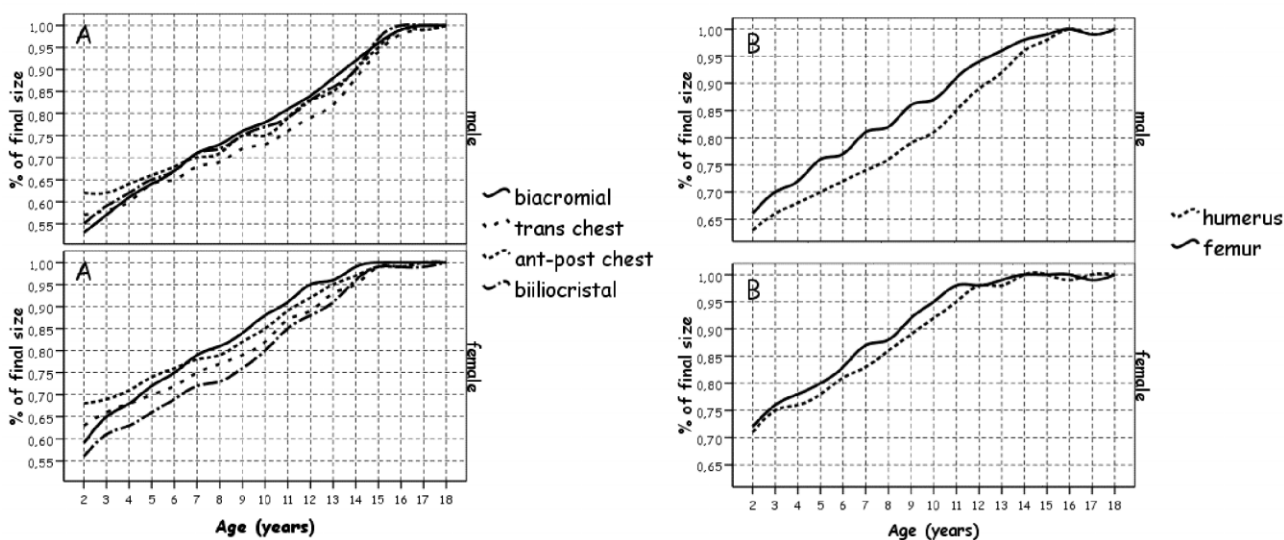 A
1,00
0,95
0,90
0,85
0,80
0,75
0,70
0,65
0,60
0,55
% of final size
male
A
1,00
0,95
0,90
0,85
0,80
0,75
0,70
0,65
0,60
0,55
% of final size
female
2 3 4 5 6 7 8 9 10 11 12 13 14 15 16 17 18
Age (years)
biacromial
trans chest
ant-post chest
biiliocristal
B
1,00
0,95
0,90
0,85
0,80
0,75
0,70
0,65
% of final size
male
B
1,00
0,95
0,90
0,85
0,80
0,75
0,70
0,65
% of final size
female
2 3 4 5 6 7 8 9 10 11 12 13 14 15 16 17 18
Age (years)
humerus
femur